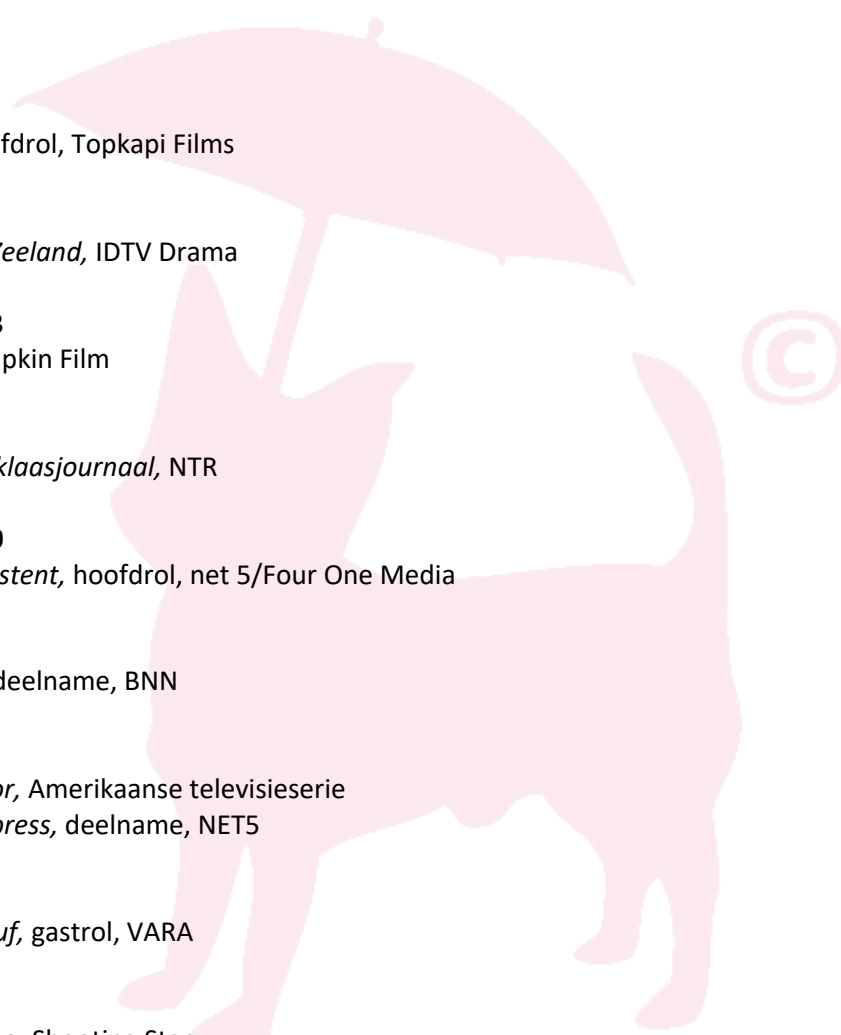 fdrol, Topkapi Films
eeland, IDTV Drama
pkin Film
klaasjournaal, NTR
stent, hoofdrol, net 5/Four One Media
deelname, BNN
or, Amerikaanse televisieserie
press, deelname, NET5
uf, gastrol, VARA
©